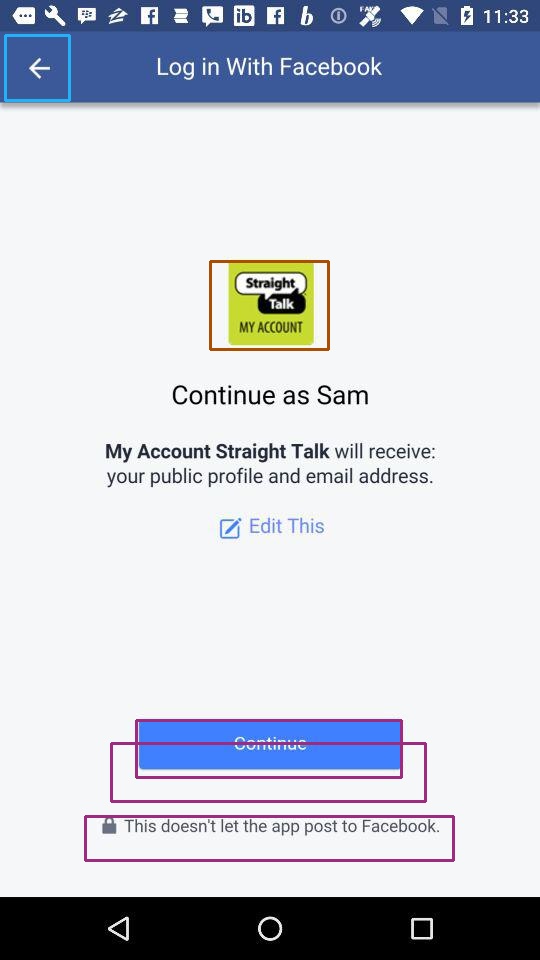 11:33
Log in With Facebook
Straight
Talk
MY ACCOUNT
Continue as Sam
My Account Straight Talk will receive:
your public profile and email address.
Edit This
Continue
This doesn't let the app post to Facebook.